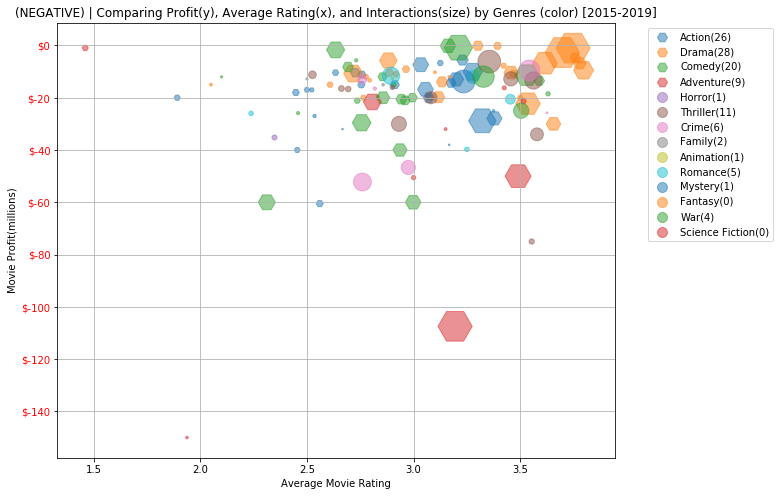 (NEGATIVE) | Comparing Profit(y), Average Rating(x), and Interactions(size) by Genres (color) [2015-2019]
$0
$-20
$-40
$-60
$-80
$-100
$-120
$-140
Movie Profit(millions)
1.5
2.0
2.5
3.0
3.5
Average Movie Rating
Action(26)
Drama(28)
Comedy(20)
Adventure(9)
Horror(1)
Thriller(11)
Crime(6)
Family(2)
Animation(1)
Romance(5)
Mystery(1)
Fantasy(0)
War(4)
Science Fiction(0)